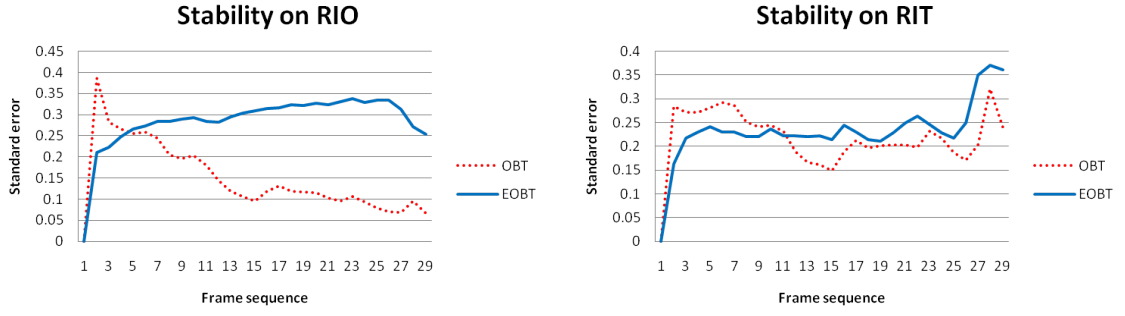 Stability on RIO
0.45
0.4
0.35
0.3
0.25
0.2
0.15
0.1
0.05
0
Standard error
1 3 5 7 9 11 13 15 17 19 21 23 25 27 29
Frame sequence
OBT
EOBT
Stability on RIT
0.4
0.35
0.3
0.25
0.2
0.15
0.1
0.05
0
Standard error
1 3 5 7 9 11 13 15 17 19 21 23 25 27 29
Frame sequence
OBT
EOBT